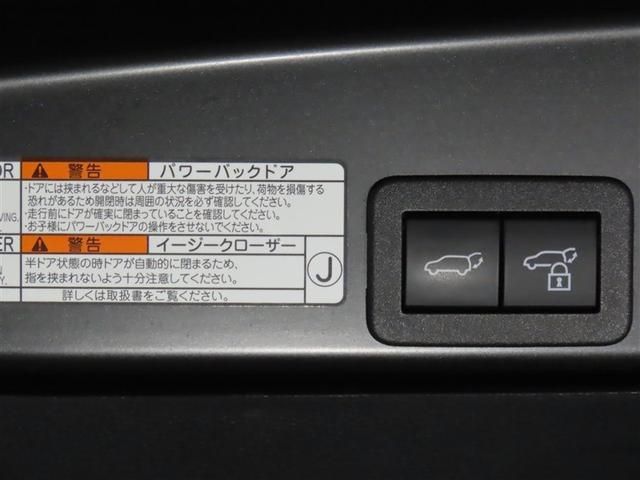 OR 警告 パワーバックドア
・ドアには挟まれるなどして人が重大な傷害を受けたり、荷物を損傷する
恐れがあるため開閉時は周囲の状況を必ず確認してください。
VING. ・走行前にドアが確実に閉まっていることを確認してください。
・お子様にパワーバックドアの操作をさせないでください。
ER 警告 イージークローザー
半ドア状態の時ドアが自動的に閉まるため、
指を挟まれないよう十分注意してください。
J
詳しくは取扱書をご覧ください。